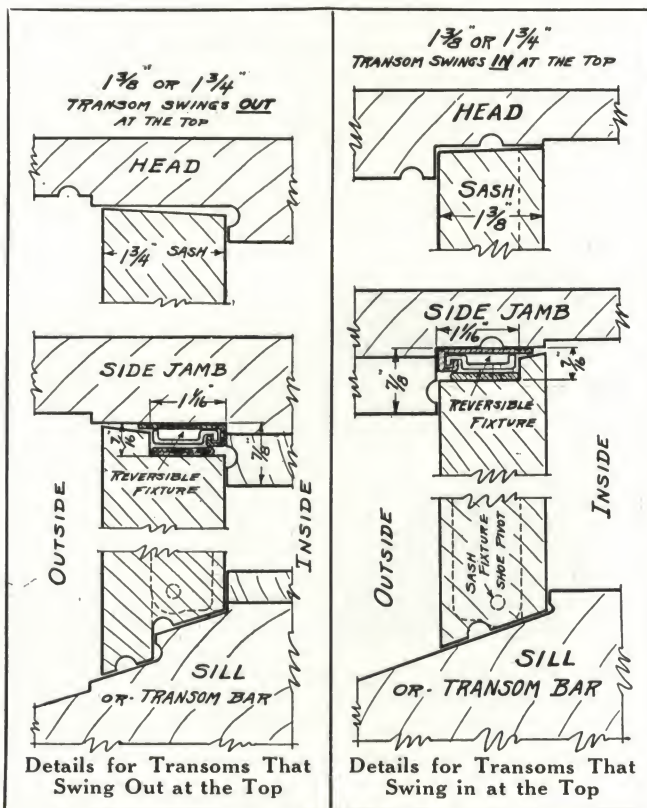 1 3/8" OR 1 3/4"
TRANSOM SWINGS OUT
AT THE TOP
HEAD
1 3/4" SASH
SIDE JAMB
1 1/16"
7/16"
7/8"
REVERSIBLE
FIXTURE
OUTSIDE
INSIDE
SILL
OR TRANSOM BAR
Details for Transoms That
Swing Out at the Top
1 3/8" OR 1 3/4"
TRANSOM SWINGS IN AT THE TOP
HEAD
SASH
1 3/8"
SIDE JAMB
1 1/16"
7/8"
7/16"
REVERSIBLE
FIXTURE
OUTSIDE
INSIDE
SASH
FIXTURE
SHOE PIVOT
SILL
OR- TRANSOM BAR
Details for Transoms That
Swing in at the Top